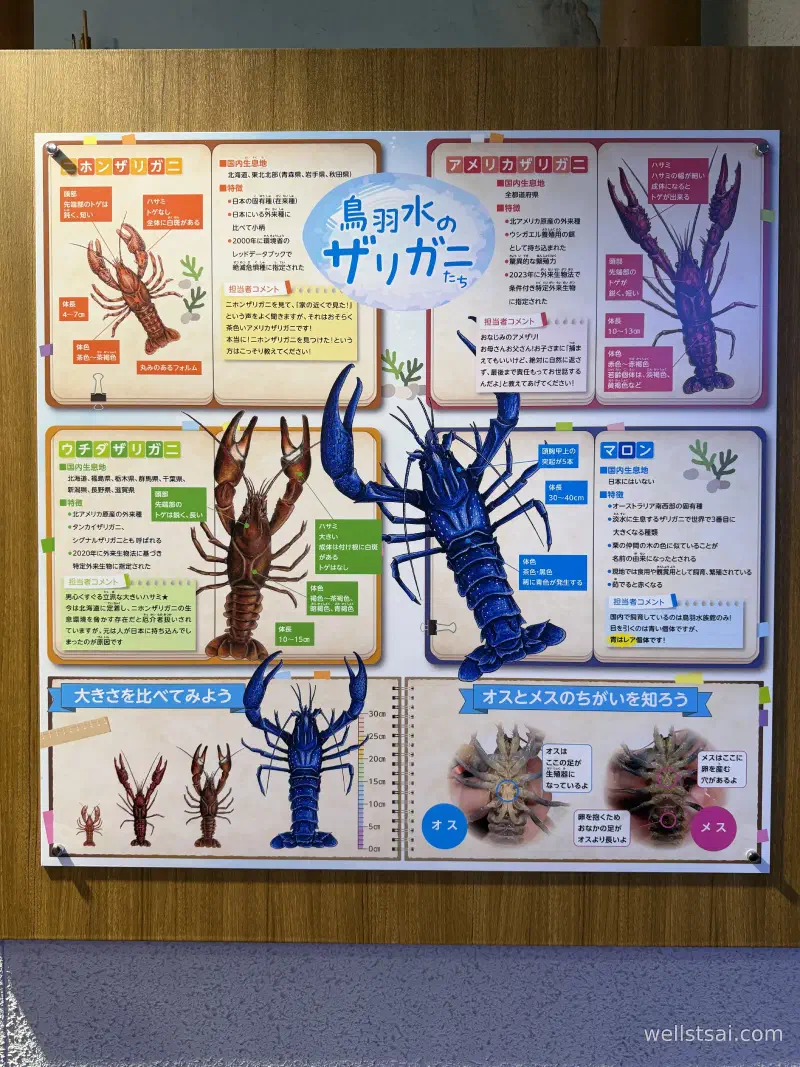 鳥羽水の
ザリガニ
たち
ニホンザリガニ
頭部
先端部のトゲは
鈍く、短い
ハサミ
トゲなし
全体に白斑がある
体長
4〜7㎝
体色
茶色〜茶褐色
丸みのあるフォルム
■国内生息地
北海道、東北北部(青森県、岩手県、秋田県)
■特徴
●日本の固有種(在来種)
●日本にいる外来種に
比べて小柄
●2000年に環境省の
レッドデータブックで
絶滅危惧種に指定された
担当者コメント
ニホンザリガニを見て、「家の近くで見た!」
という声をよく聞きますが、それはおそらく
茶色いアメリカザリガニです!
本当に!ニホンザリガニを見つけた!という
方はこっそり教えてください!
アメリカザリガニ
■国内生息地
全都道府県
■特徴
●北アメリカ原産の外来種
●ウシガエル養殖用の餌
として持ち込まれた
●驚異的な繁殖力
●2023年に外来生物法で
条件付き特定外来生物
に指定された
担当者コメント
おなじみのアメザリ!
お母さんお父さん!お子さまに「捕ま
えてもいいけど、絶対に自然に返さ
ず、最後まで責任もってお世話する
んだよ」と教えてあげてください!
ハサミ
ハサミの幅が細い
成体になると
トゲが出来る
頭部
先端部の
トゲが
鋭く、短い
体長
10〜13㎝
体色
赤色〜赤褐色
若齢個体は、淡褐色、
黄褐色など
ウチダザリガニ
■国内生息地
北海道、福島県、栃木県、群馬県、千葉県、
新潟県、長野県、滋賀県
■特徴
●北アメリカ原産の外来種
●タンカイザリガニ、
シグナルザリガニとも呼ばれる
●2020年に外来生物法に基づき
特定外来生物に指定された
担当者コメント
男心くすぐる立派な大きいハサミ★
今は北海道に定着し、ニホンザリガニの生
息環境を脅かす存在だと厄介者扱いされ
ていますが、元は人が日本に持ち込んでし
まったのが原因です
頭部
先端部の
トゲは鋭く、長い
ハサミ
大きい
成体は付け根に白斑
がある
トゲはなし
体色
褐色〜茶褐色、
暗褐色、青褐色
体長
10〜15㎝
頭胸甲上の
突起が5本
体長
30〜40㎝
体色
茶色・黒色
稀に青色が発生する
マロン
■国内生息地
日本にはいない
■特徴
●オーストラリア南西部の固有種
●淡水に生息するザリガニで世界で3番目に
大きくなる種類
●栗の仲間の木の色に似ていることが
名前の由来になったとされる
●現地では食用や観賞用として飼育、繁殖されている
●茹でると赤くなる
担当者コメント
国内で飼育しているのは鳥羽水族館のみ!
目を引くのは青い個体ですが、
青はレア個体です!
大きさを比べてみよう
30㎝
25㎝
20㎝
15㎝
10㎝
5㎝
0㎝
オスとメスのちがいを知ろう
オスは
ここの足が
生殖器に
なっているよ
オス
卵を抱くため
おなかの足が
オスより長いよ
メスはここに
卵を産む
穴があるよ
メス
wellstsai.com